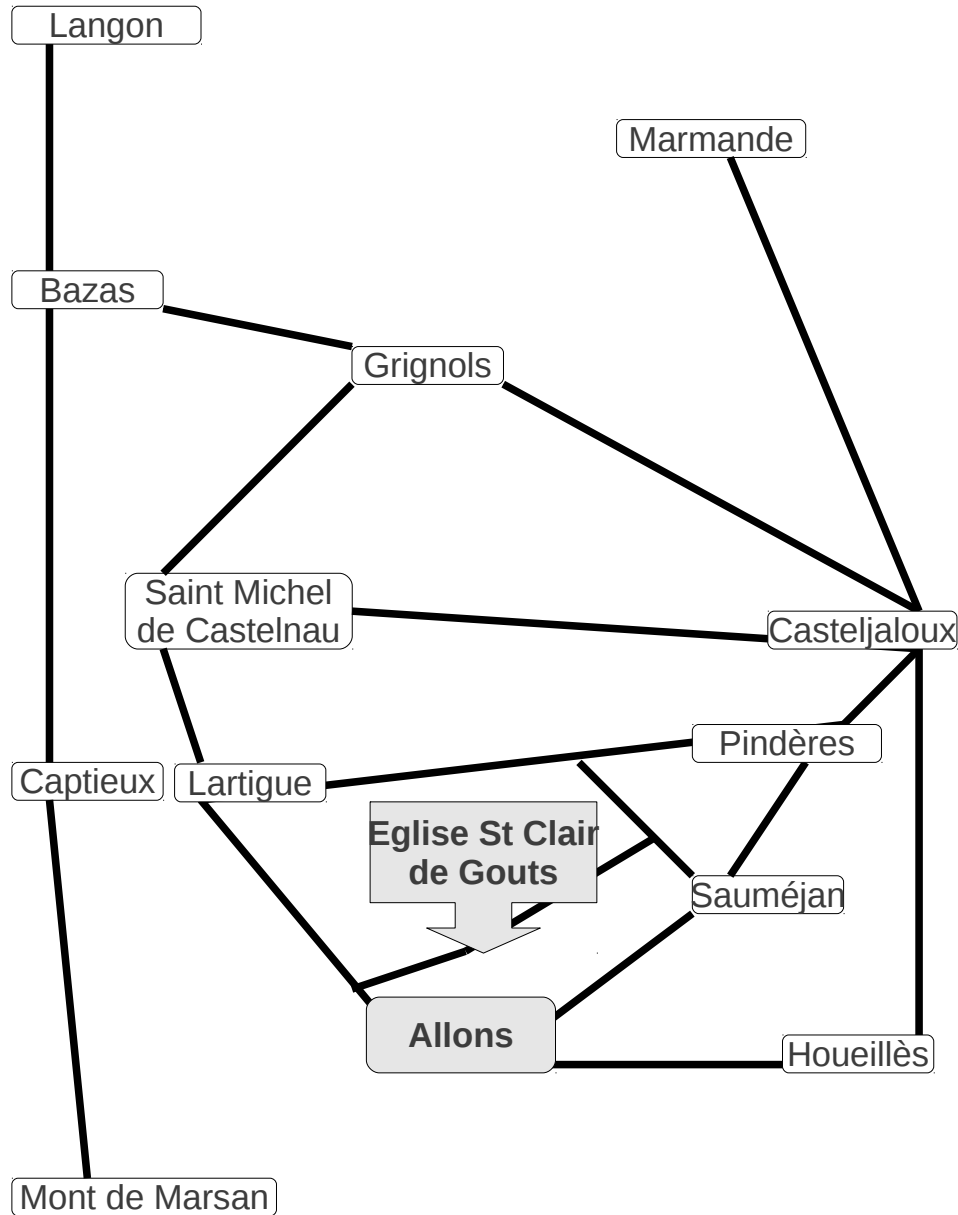 Langon
Marmande
Bazas
Grignols
Saint Michel
de Castelnau
Casteljaloux
Pindères
Captieux
Lartigue
Eglise St Clair
de Gouts
Sauméjan
Allons
Houeillès
Mont de Marsan